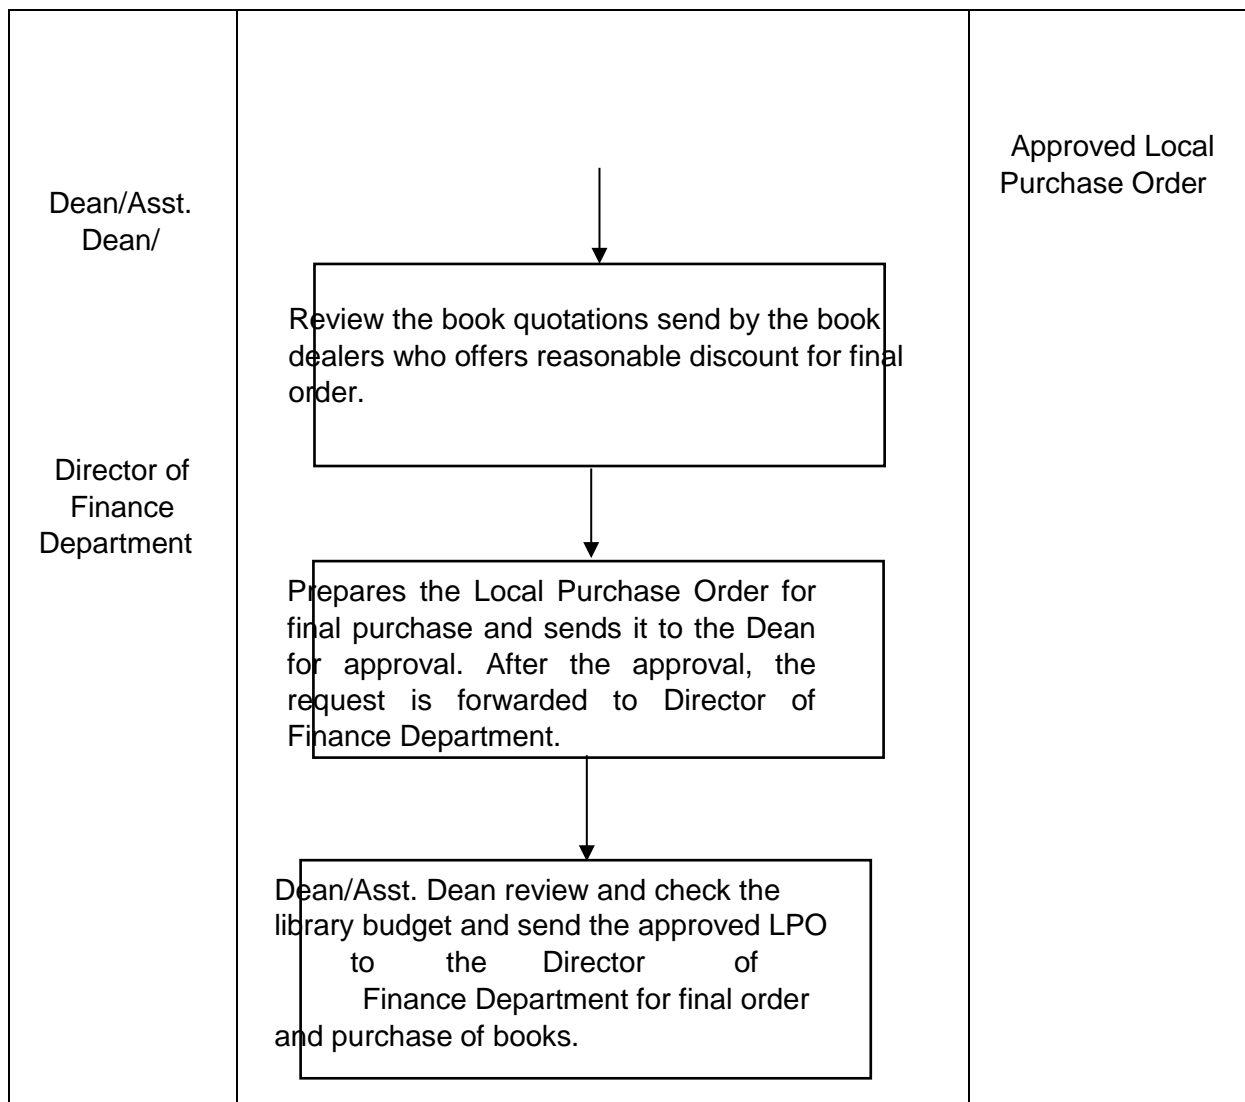 Dean/Asst.
Dean/
Director of
Finance
Department
Review the book quotations send by the book
dealers who offers reasonable discount for final
order.
Prepares the Local Purchase Order for
final purchase and sends it to the Dean
for approval. After the approval, the
request is forwarded to Director of
Finance Department.
Dean/Asst. Dean review and check the
library budget and send the approved LPO
to the Director of
Finance Department for final order
and purchase of books.
Approved Local
Purchase Order